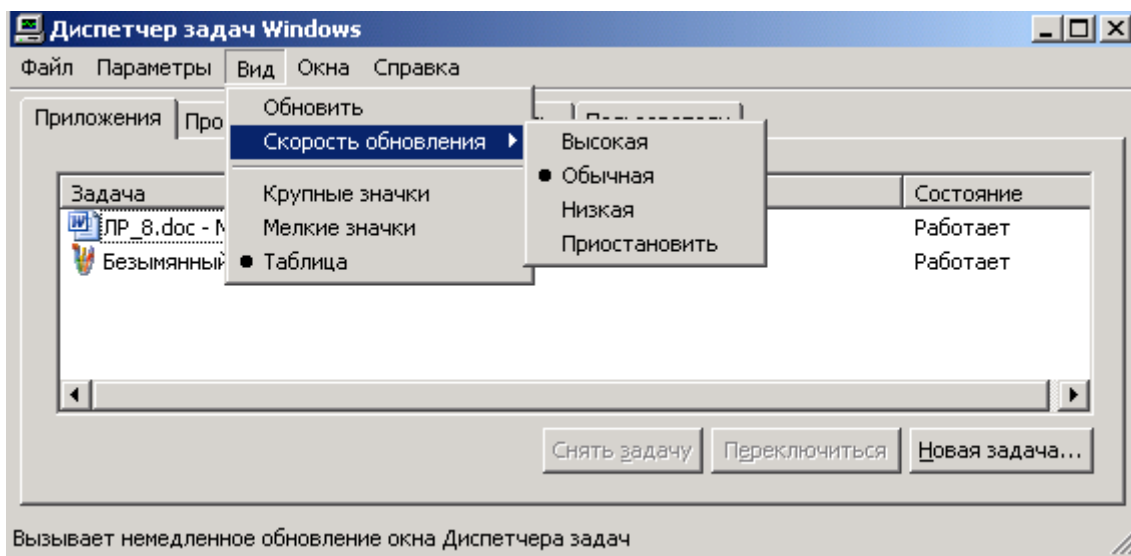 Диспетчер задач Windows
Файл Параметры Вид Окна Справка
Приложения
Обновить
Скорость обновления
Высокая
Обычная
Низкая
Приостановить
Крупные значки
Мелкие значки
Таблица
Задача Состояние
ЛР_8.doc - Работает
Безымянный Работает
Снять задачу Переключиться Новая задача...
Вызывает немедленное обновление окна Диспетчера задач